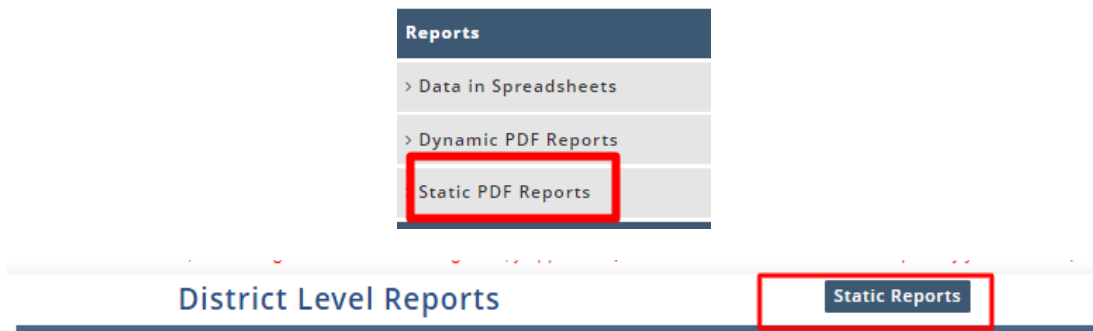 Reports
> Data in Spreadsheets
> Dynamic PDF Reports
Static PDF Reports
District Level Reports Static Reports